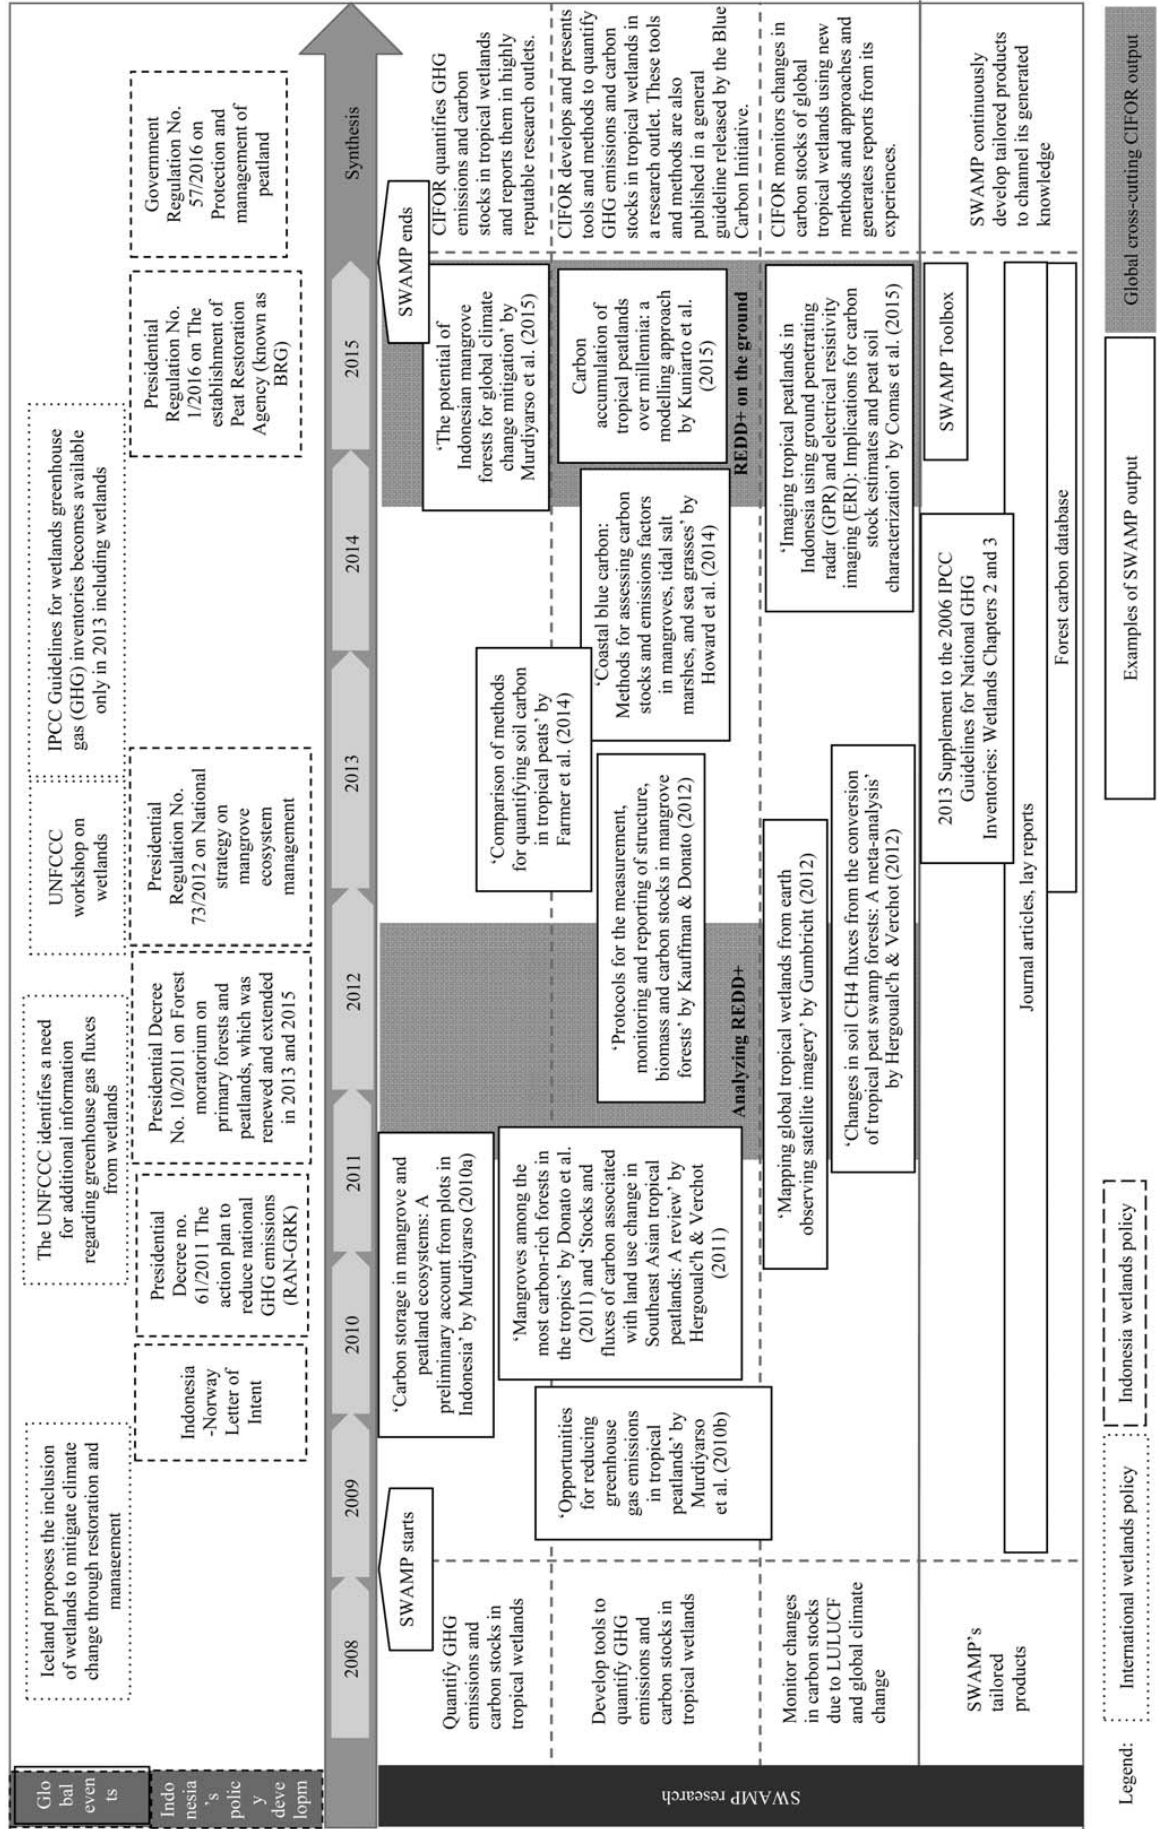 Glo
bal
even
ts
Iceland proposes the inclusion
of wetlands to mitigate climate
change through restoration and
management
The UNFCCC identifies a need
for additional information
regarding greenhouse gas fluxes
from wetlands
UNFCCC
workshop on
wetlands
IPCC Guidelines for wetlands greenhouse
gas (GHG) inventories becomes available
only in 2013 including wetlands
Indo
nesia
's
polic
y
deve
lopm
Indonesia
-Norway
Letter of
Intent
Presidential
Decree no.
61/2011 The
action plan to
reduce national
GHG emissions
(RAN-GRK)
Presidential Decree
No. 10/2011 on Forest
moratorium on
primary forests and
peatlands, which was
renewed and extended
in 2013 and 2015
Presidential
Regulation No.
73/2012 on National
strategy on
mangrove
ecosystem
management
Presidential
Regulation No.
1/2016 on The
establishment of
Peat Restoration
Agency (known as
BRG)
Government
Regulation No.
57/2016 on
Protection and
management of
peatland
2008
2009
2010
2011
2012
2013
2014
2015
Synthesis
SWAMP research
SWAMP starts
SWAMP ends
Quantify GHG
emissions and
carbon stocks in
tropical wetlands
‘Carbon storage in mangrove and
peatland ecosystems: A
preliminary account from plots in
Indonesia’ by Murdiyarso (2010a)
‘Comparison of methods
for quantifying soil carbon
in tropical peats’ by
Farmer et al. (2014)
‘The potential of
Indonesian mangrove
forests for global climate
change mitigation’ by
Murdiyarso et al. (2015)
CIFOR quantifies GHG
emissions and carbon
stocks in tropical wetlands
and reports them in highly
reputable research outlets.
Develop tools to
quantify GHG
emissions and
carbon stocks in
tropical wetlands
‘Opportunities
for reducing
greenhouse
gas emissions
in tropical
peatlands’ by
Murdiyarso
et al. (2010b)
‘Mangroves among the
most carbon-rich forests in
the tropics’ by Donato et al.
(2011) and ‘Stocks and
fluxes of carbon associated
with land use change in
Southeast Asian tropical
peatlands: A review’ by
Hergoualc'h & Verchot
(2011)
‘Protocols for the measurement,
monitoring and reporting of structure,
biomass and carbon stocks in mangrove
forests’ by Kauffman & Donato (2012)
Analyzing REDD+
‘Coastal blue carbon:
Methods for assessing carbon
stocks and emissions factors
in mangroves, tidal salt
marshes, and sea grasses’ by
Howard et al. (2014)
Carbon
accumulation of
tropical peatlands
over millennia: a
modelling approach
by Kuniarto et al.
(2015)
REDD+ on the ground
CIFOR develops and presents
tools and methods to quantify
GHG emissions and carbon
stocks in tropical wetlands in
a research outlet. These tools
and methods are also
published in a general
guideline released by the Blue
Carbon Initiative.
Monitor changes
in carbon stocks
due to LULUCF
and global climate
change
‘Mapping global tropical wetlands from earth
observing satellite imagery’ by Gumbricht (2012)
‘Changes in soil CH4 fluxes from the conversion
of tropical peat swamp forests: A meta-analysis’
by Hergoualc'h & Verchot (2012)
‘Imaging tropical peatlands in
Indonesia using ground penetrating
radar (GPR) and electrical resistivity
imaging (ERI): Implications for carbon
stock estimates and peat soil
characterization’ by Comas et al. (2015)
CIFOR monitors changes in
carbon stocks of global
tropical wetlands using new
methods and approaches and
generates reports from its
experiences.
SWAMP's
tailored
products
2013 Supplement to the 2006 IPCC
Guidelines for National GHG
Inventories: Wetlands Chapters 2 and 3
SWAMP Toolbox
Journal articles, lay reports
Forest carbon database
SWAMP continuously
develop tailored products
to channel its generated
knowledge
Legend:
International wetlands policy
Indonesia wetlands policy
Examples of SWAMP output
Global cross-cutting CIFOR output